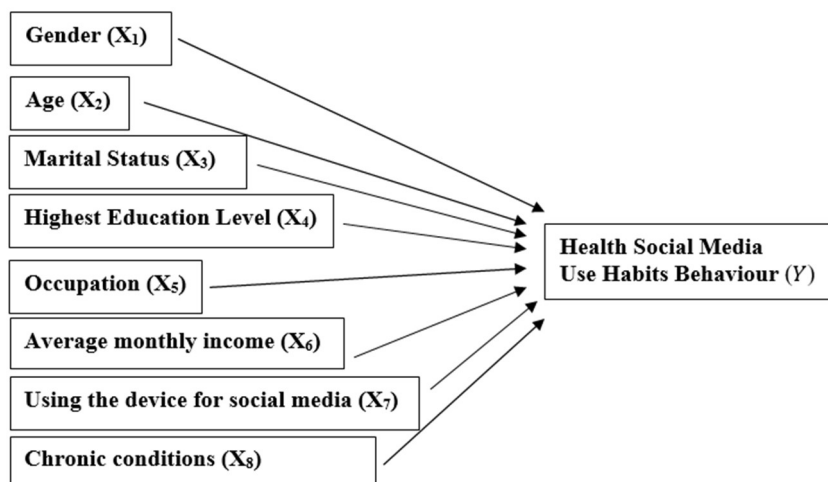 Gender (X₁)
Age (X₂)
Marital Status (X₃)
Highest Education Level (X₄)
Occupation (X₅)
Average monthly income (X₆)
Using the device for social media (X₇)
Chronic conditions (X₈)
Health Social Media
Use Habits Behaviour (Y)